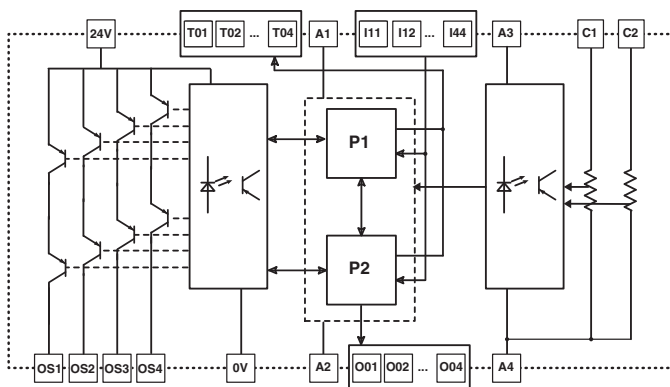 24V T01 T02 ... T04 A1 I11 I12 ... I44 A3 C1 C2
P1
P2
OS1 OS2 OS3 OS4 0V A2 O01 O02 ... O04 A4